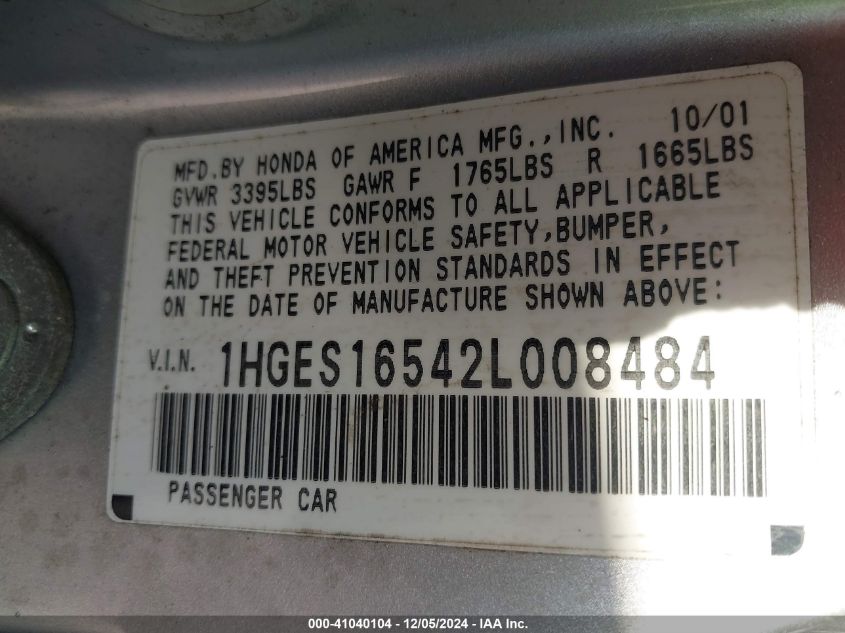 MFD.BY HONDA OF AMERICA MFG.,INC. 10/01
GVWR 3395LBS GAWR F 1765LBS R 1665LBS
THIS VEHICLE CONFORMS TO ALL APPLICABLE
FEDERAL MOTOR VEHICLE SAFETY,BUMPER,
AND THEFT PREVENTION STANDARDS IN EFFECT
ON THE DATE OF MANUFACTURE SHOWN ABOVE:
V.I.N. 1HGES16542L008484
PASSENGER CAR
000-41040104 - 12/05/2024 - IAA Inc.